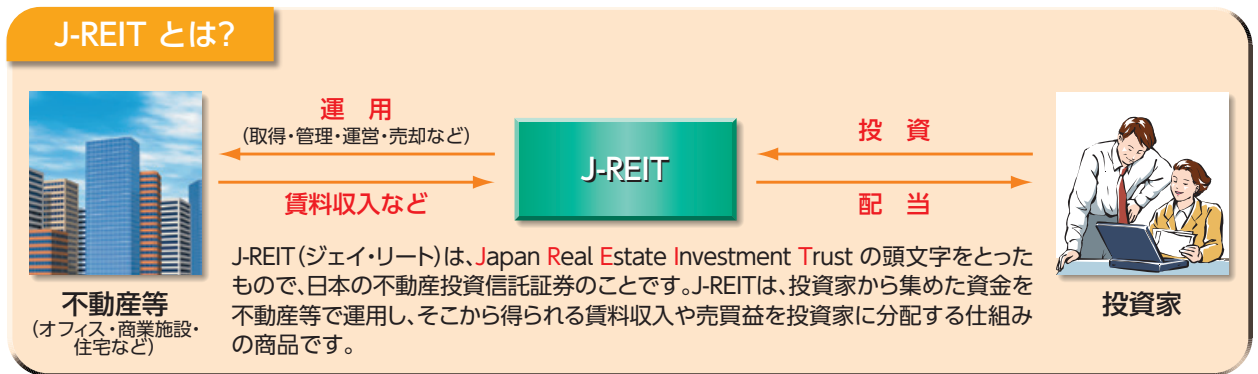 J-REIT とは?
運 用
(取得・管理・運営・売却など)
賃料収入など
J-REIT
投 資
配 当
不動産等
(オフィス・商業施設・
住宅など)
J-REIT(ジェイ・リート)は、Japan Real Estate Investment Trust の頭文字をとった
もので、日本の不動産投資信託証券のことです。J-REITは、投資家から集めた資金を
不動産等で運用し、そこから得られる賃料収入や売買益を投資家に分配する仕組み
の商品です。
投資家